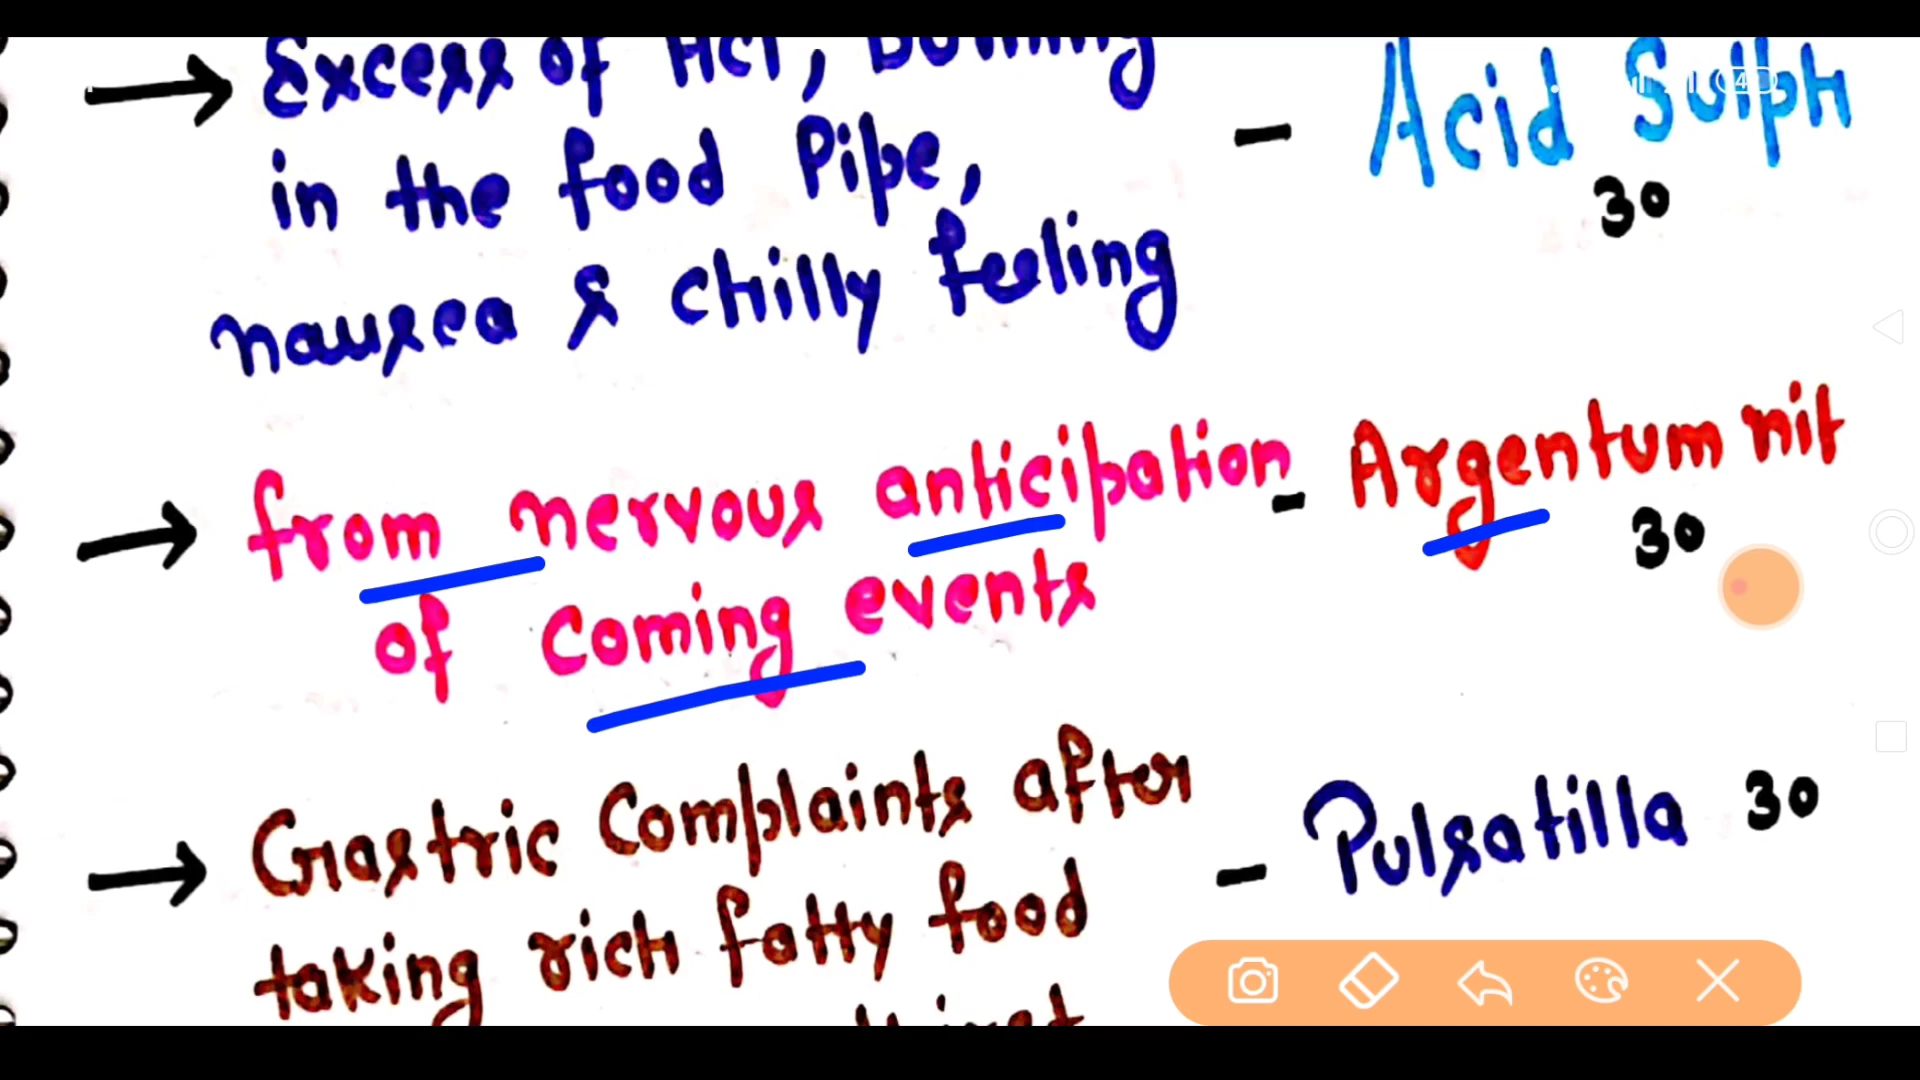 Excess of HCl, Burning
in the food Pipe,
nausea & chilly feeling
- Acid Sulph
30
from nervous anticipation
of coming events
- Argentum nit
30
Gastric Complaints after
taking rich fatty food
- Pulsatilla 30